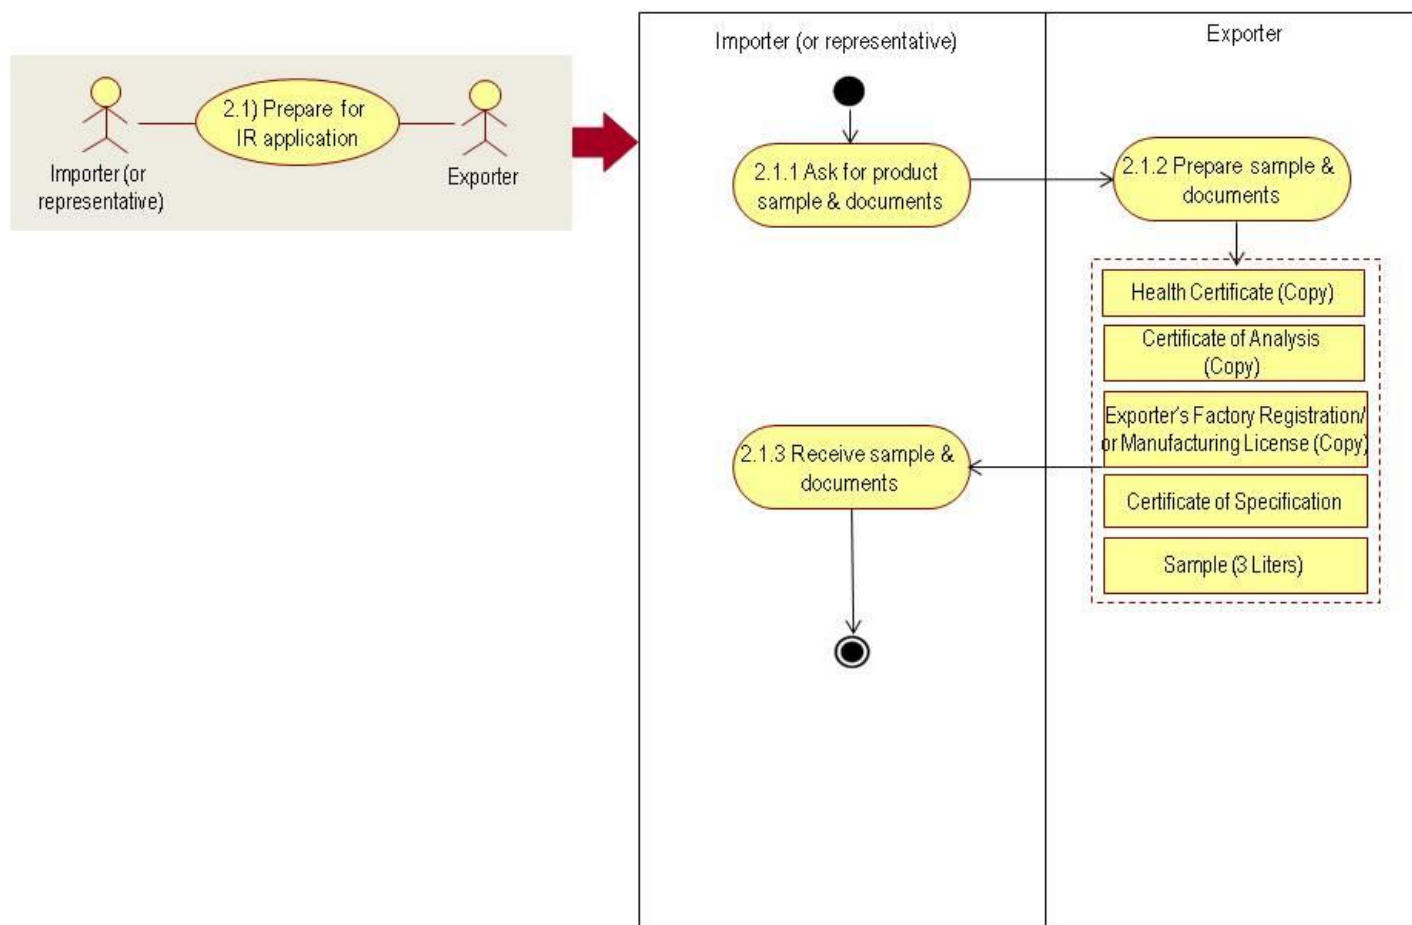 2.1) Prepare for
IR application
Importer (or
representative)
Exporter
Importer (or representative)
Exporter
2.1.1 Ask for product
sample & documents
2.1.2 Prepare sample &
documents
Health Certificate (Copy)
Certificate of Analysis
(Copy)
Exporter's Factory Registration/
or Manufacturing License (Copy)
Certificate of Specification
Sample (3 Liters)
2.1.3 Receive sample &
documents